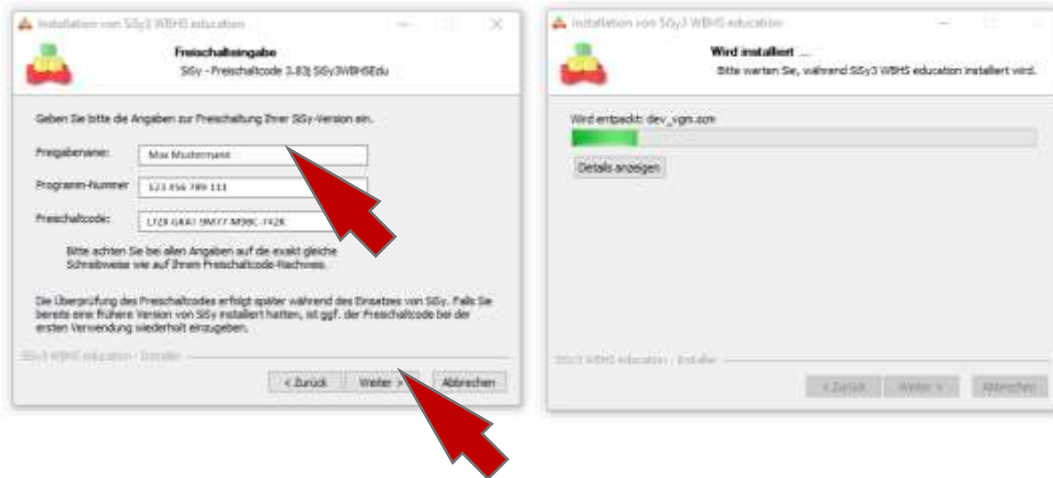 Installation von SiSy3 WBHS education
Freischalteingabe
SiSy - Freischaltcode 3.83j SiSy3WBHSEdu
Geben Sie bitte die Angaben zur Freischaltung Ihrer SiSy-Version ein.
Freigabename:
Max Mustermann
Programm-Nummer
123 456 789 111
Freischaltcode:
Bitte achten Sie bei allen Angaben auf die exakt gleiche
Schreibweise wie auf Ihrem Freischaltcode-Nachweis.
Die Überprüfung des Freischaltcodes erfolgt später während des Einsatzes von SiSy. Falls Sie
bereits eine frühere Version von SiSy installiert hatten, ist ggf. der Freischaltcode bei der
ersten Verwendung wiederholt einzugeben.
SiSy3 WBHS education - Installer
< Zurück Weiter > Abbrechen
Installation von SiSy3 WBHS education
Wird installiert ...
Bitte warten Sie, während SiSy3 WBHS education installiert wird.
Wird entpackt: dev_vgm.scm
Details anzeigen
SiSy3 WBHS education - Installer
< Zurück Weiter > Abbrechen